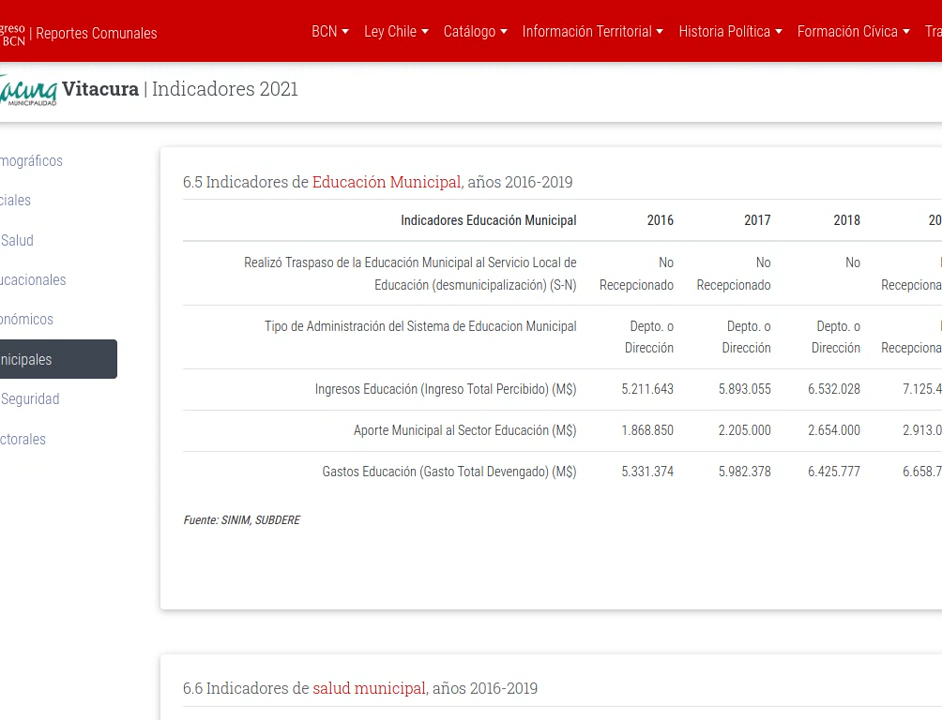 BCN | Reportes Comunales
BCN Ley Chile Catálogo Información Territorial Historia Política Formación Cívica
MUNICIPALIDAD
Vitacura | Indicadores 2021
6.5 Indicadores de Educación Municipal, años 2016-2019
Indicadores Educación Municipal 2016 2017 2018
Realizó Traspaso de la Educación Municipal al Servicio Local de No No No
Educación (desmunicipalización) (S-N) Recepcionado Recepcionado
Tipo de Administración del Sistema de Educacion Municipal Depto. o Depto. o Depto. o
Dirección Dirección Dirección
Ingresos Educación (Ingreso Total Percibido) (M$) 5.211.643 5.893.055 6.532.028
Aporte Municipal al Sector Educación (M$) 1.868.850 2.205.000 2.654.000
Gastos Educación (Gasto Total Devengado) (M$) 5.331.374 5.982.378 6.425.777
Fuente: SINIM, SUBDERE
Salud
Seguridad
6.6 Indicadores de salud municipal, años 2016-2019